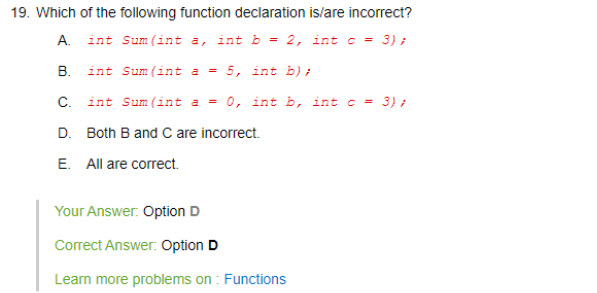 19. Which of the following function declaration is/are incorrect?
A. int Sum(int a, int b = 2, int c = 3);
B. int Sum(int a = 5, int b);
C. int Sum(int a = 0, int b, int c = 3);
D. Both B and C are incorrect.
E. All are correct.
Your Answer: Option D
Correct Answer: Option D
Learn more problems on : Functions